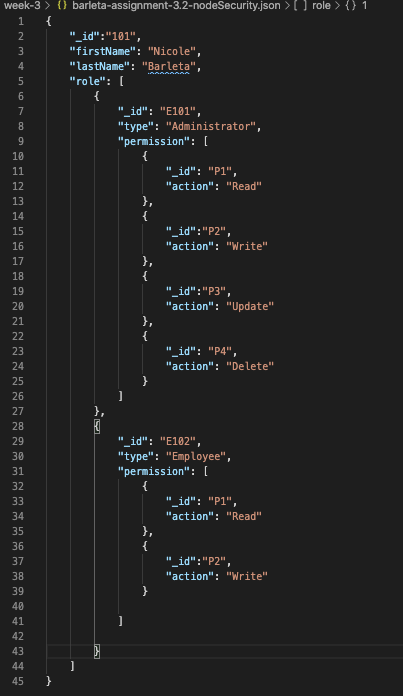 week-3 > {} barleta-assignment-3.2-nodeSecurity.json > [ ] role > {} 1
1 {
2 "_id":"101",
3 "firstName": "Nicole",
4 "lastName": "Barleta",
5 "role": [
6 {
7 "_id": "E101",
8 "type": "Administrator",
9 "permission": [
10 {
11 "_id": "P1",
12 "action": "Read"
13 },
14 {
15 "_id":"P2",
16 "action": "Write"
17 },
18 {
19 "_id":"P3",
20 "action": "Update"
21 },
22 {
23 "_id": "P4",
24 "action": "Delete"
25 }
26 ]
27 },
28 {
29 "_id": "E102",
30 "type": "Employee",
31 "permission": [
32 {
33 "_id": "P1",
34 "action": "Read"
35 },
36 {
37 "_id":"P2",
38 "action": "Write"
39 }
40
41 ]
42
43 }
44 ]
45 }